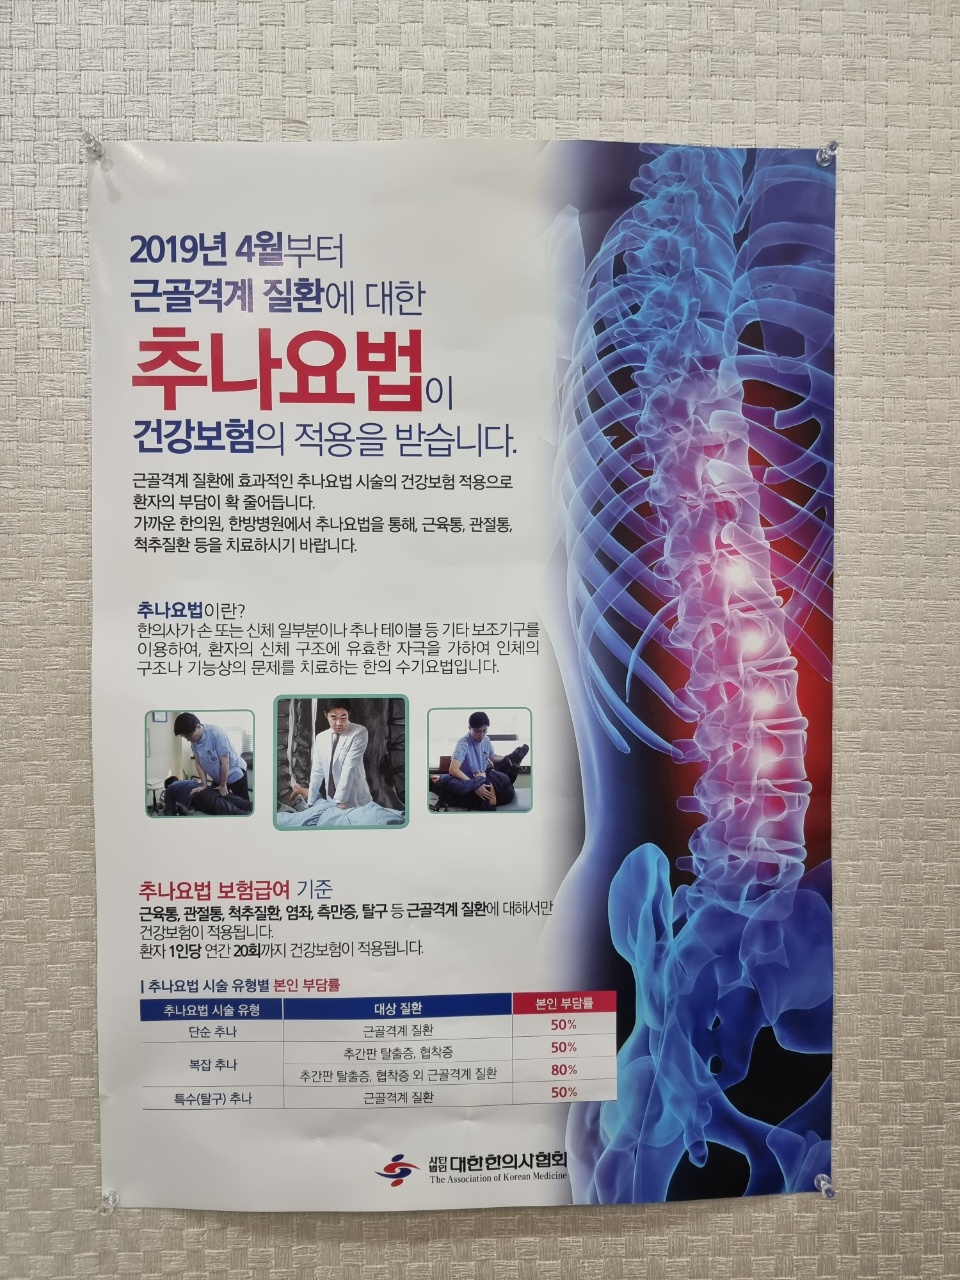 2019년 4월부터
근골격계 질환에 대한
추나요법이
건강보험의 적용을 받습니다.
근골격계 질환에 효과적인 추나요법 시술의 건강보험 적용으로
환자의 부담이 확 줄어듭니다.
가까운 한의원, 한방병원에서 추나요법을 통해, 근육통, 관절통,
척추질환 등을 치료하시기 바랍니다.
추나요법이란?
한의사가 손 또는 신체 일부분이나 추나 테이블 등 기타 보조기구를
이용하여, 환자의 신체 구조에 유효한 자극을 가하여 인체의
구조나 기능상의 문제를 치료하는 한의 수기요법입니다.
추나요법 보험급여 기준
근육통, 관절통, 척추질환, 염좌, 측만증, 탈구 등 근골격계 질환에 대해서만
건강보험이 적용됩니다.
환자 1인당 연간 20회까지 건강보험이 적용됩니다.
| 추나요법 시술 유형별 본인 부담률
추나요법 시술 유형 대상 질환 본인 부담률
단순 추나 근골격계 질환 50%
복잡 추나 추간판 탈출증, 협착증 50%
추간판 탈출증, 협착증 외 근골격계 질환 80%
특수(탈구) 추나 근골격계 질환 50%
사단법인 대한한의사협회
The Association of Korean Medicine